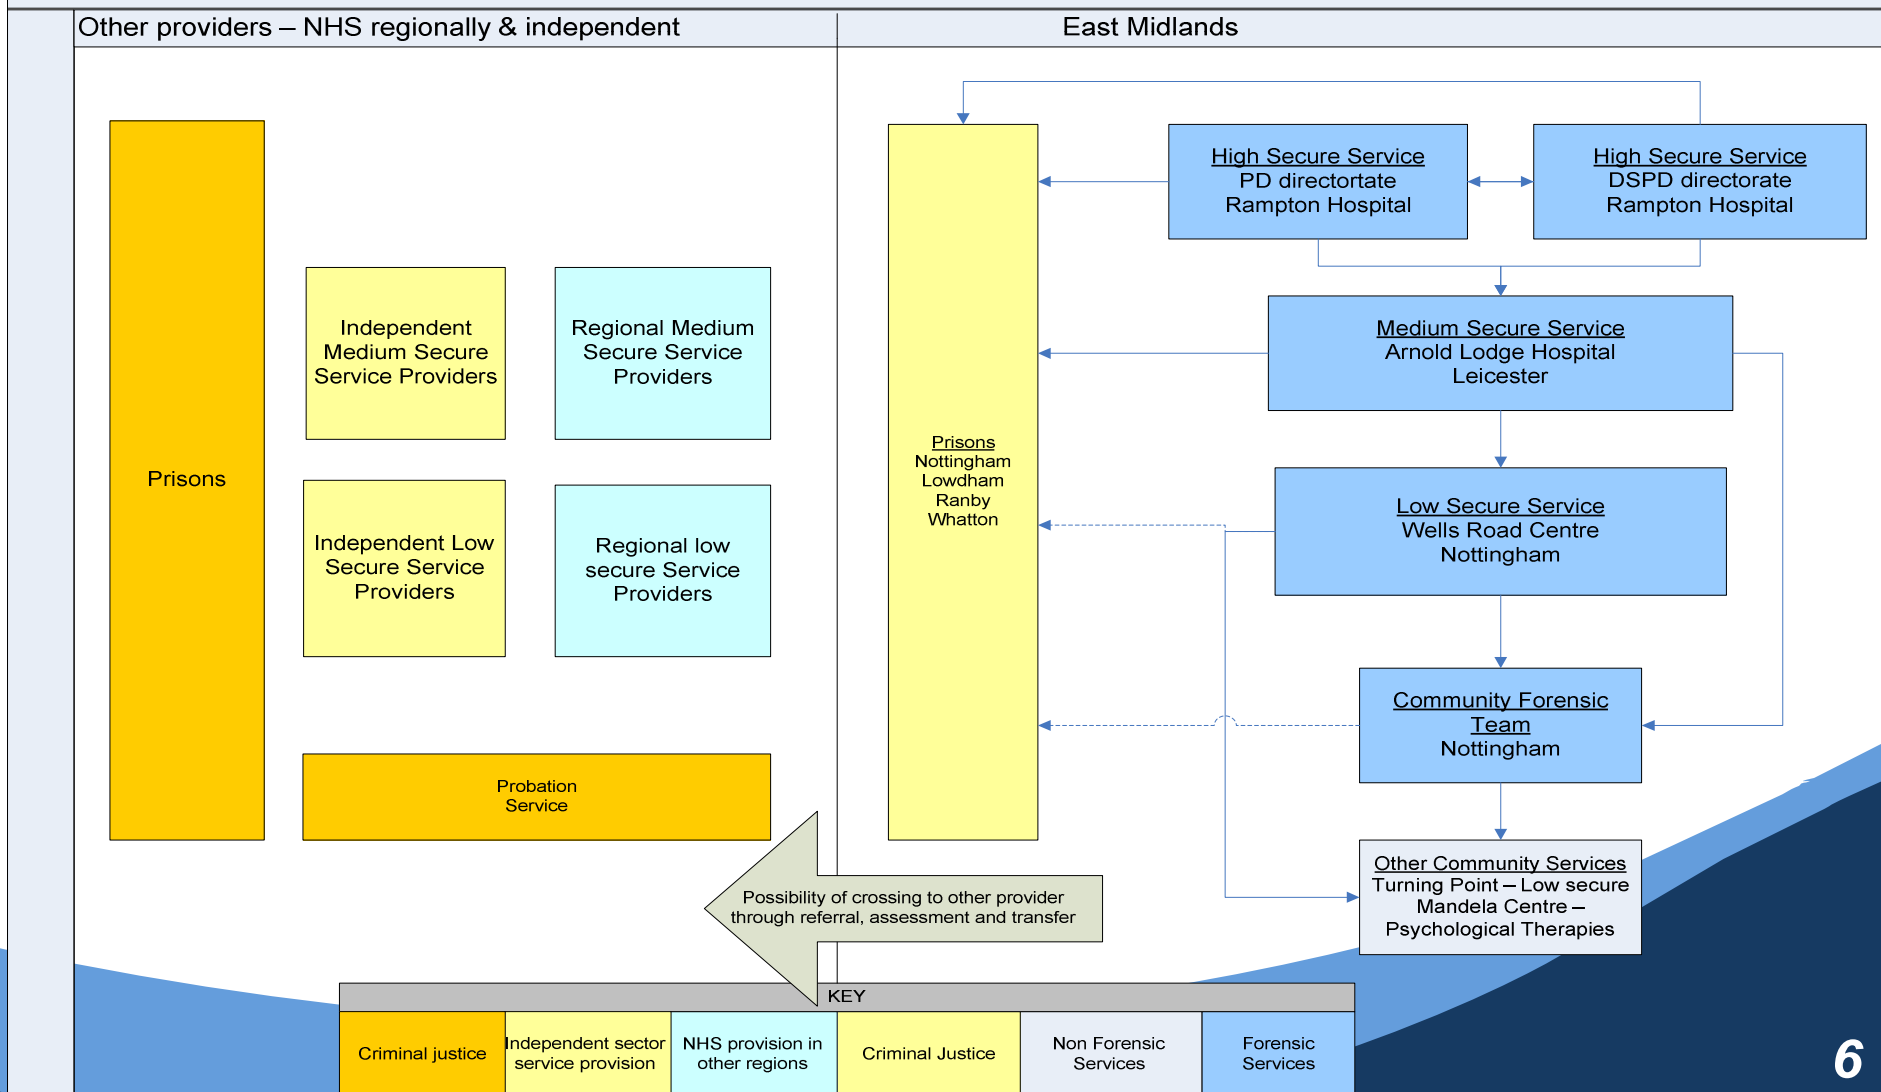 Other providers – NHS regionally & independent
East Midlands
Prisons
Independent
Medium Secure
Service Providers
Regional Medium
Secure Service
Providers
Independent Low
Secure Service
Providers
Regional low
secure Service
Providers
Probation
Service
Prisons
Nottingham
Lowdham
Ranby
Whatton
High Secure Service
PD directortate
Rampton Hospital
High Secure Service
DSPD directorate
Rampton Hospital
Medium Secure Service
Arnold Lodge Hospital
Leicester
Low Secure Service
Wells Road Centre
Nottingham
Community Forensic
Team
Nottingham
Other Community Services
Turning Point – Low secure
Mandela Centre –
Psychological Therapies
Possibility of crossing to other provider
through referral, assessment and transfer
KEY
Criminal justice
Independent sector
service provision
NHS provision in
other regions
Criminal Justice
Non Forensic
Services
Forensic
Services
6